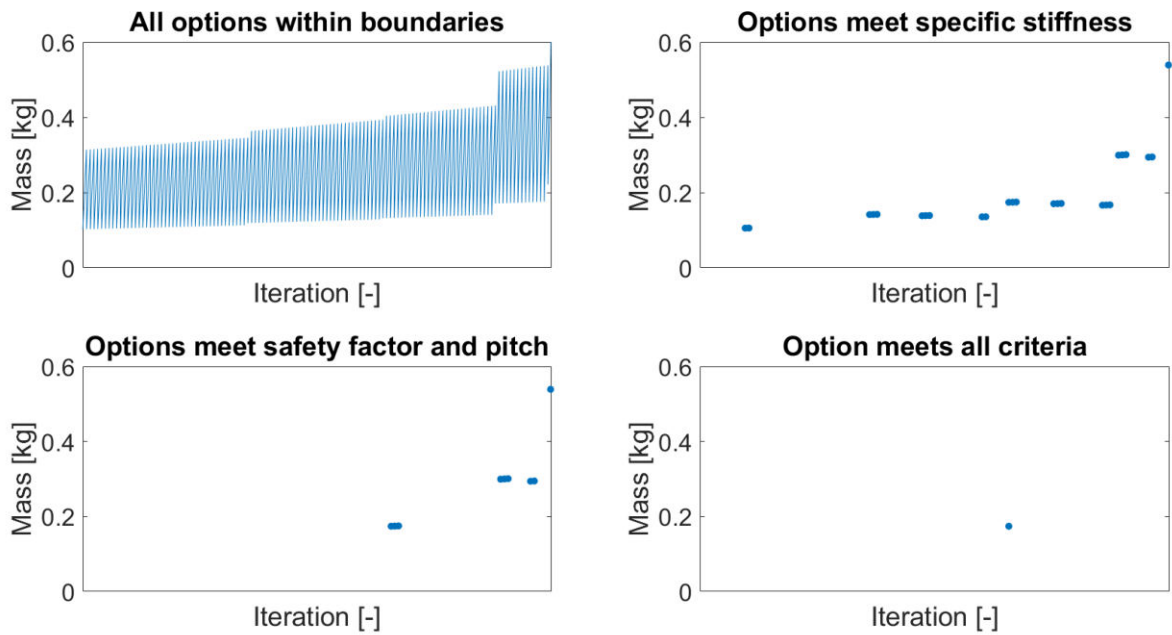 All options within boundaries
Options meet specific stiffness
0.6
0.4
0.2
0
Mass [kg]
Iteration [-]
0.6
0.4
0.2
0
Mass [kg]
Iteration [-]
Options meet safety factor and pitch
Option meets all criteria
0.6
0.4
0.2
0
Mass [kg]
Iteration [-]
0.6
0.4
0.2
0
Mass [kg]
Iteration [-]